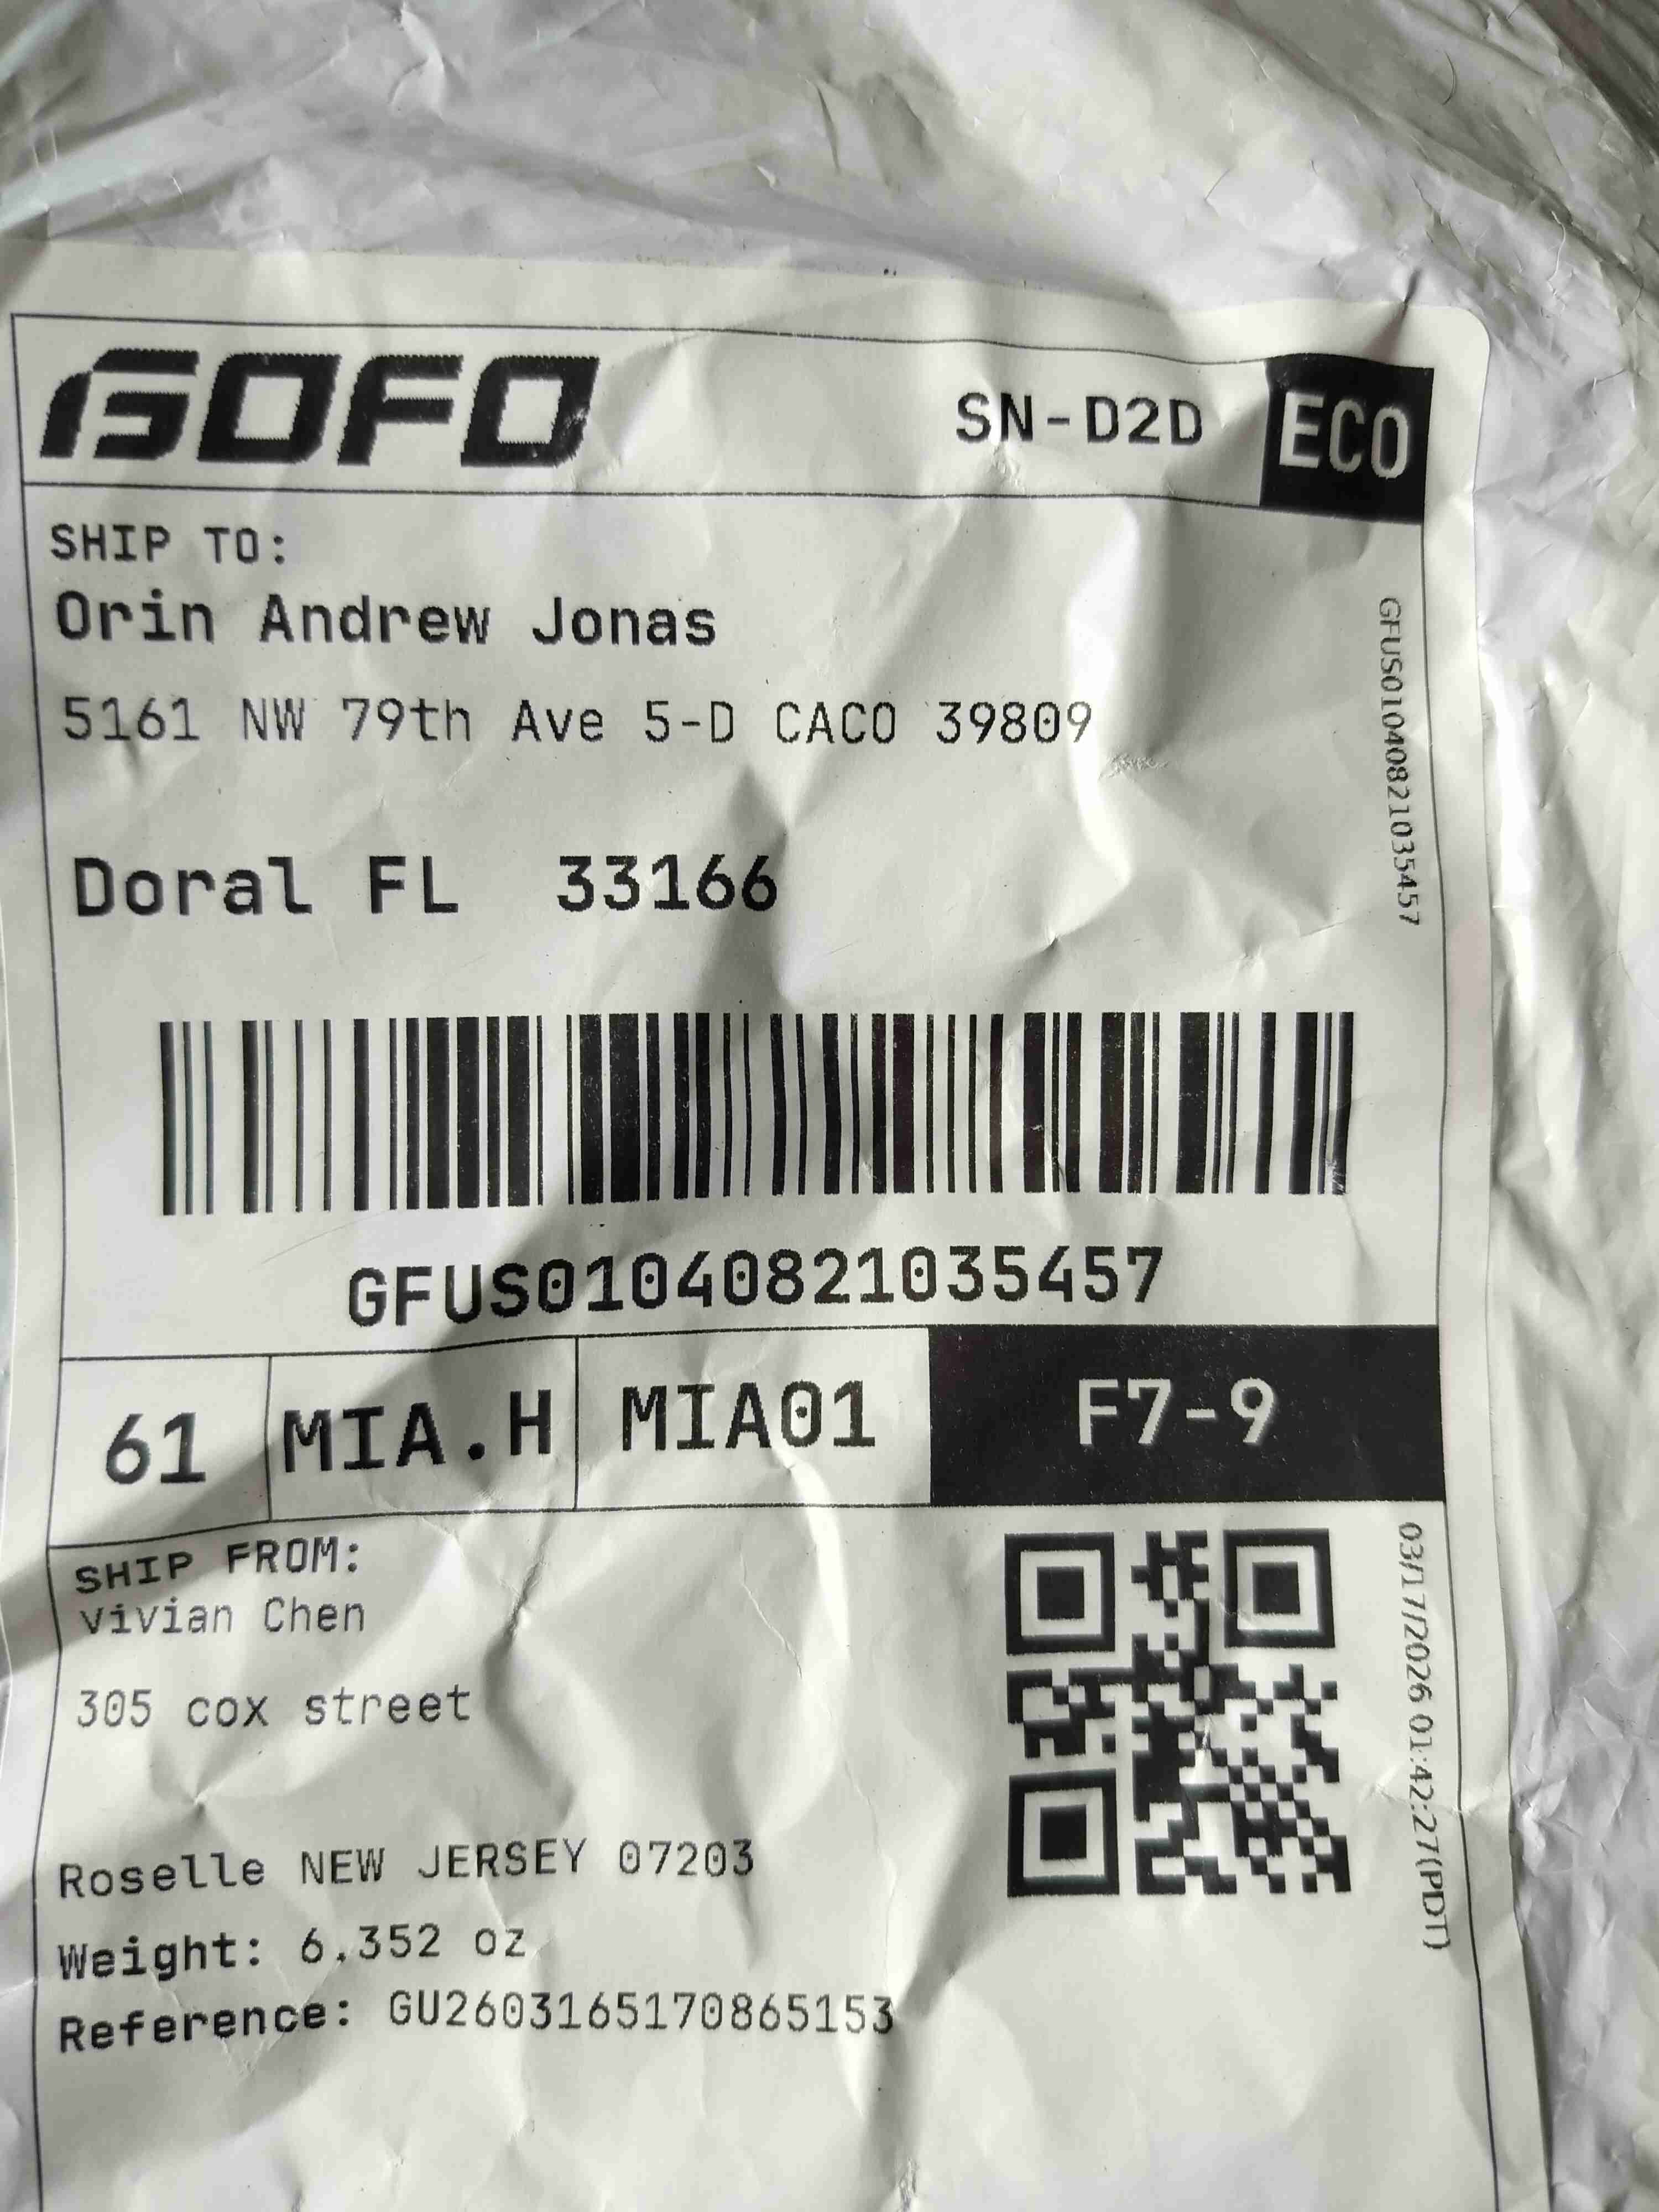 GOFO SN-D2D ECO
SHIP TO:
Orin Andrew Jonas
5161 NW 79th Ave 5-D CACO 39809
Doral FL 33166
GFUS01040821035457
GFUS01040821035457
61 MIA.H MIA01 F7-9
SHIP FROM:
Vivian Chen
305 cox street
Roselle NEW JERSEY 07203
Weight: 6.352 oz
Reference: GU2603165170865153
03/17/2026 01:42:27(PDT)